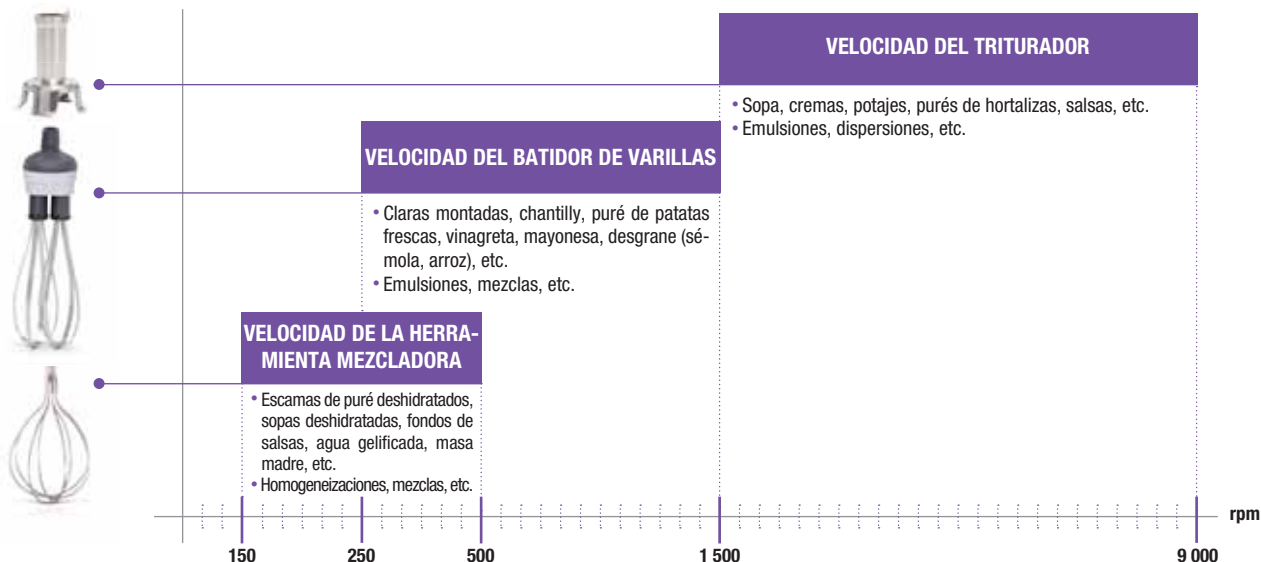 VELOCIDAD DEL TRITURADOR
• Sopa, cremas, potajes, purés de hortalizas, salsas, etc.
• Emulsiones, dispersiones, etc.
VELOCIDAD DEL BATIDOR DE VARILLAS
• Claras montadas, chantilly, puré de patatas
frescas, vinagreta, mayonesa, desgrane (sé-
mola, arroz), etc.
• Emulsiones, mezclas, etc.
VELOCIDAD DE LA HERRA-
MIENTA MEZCLADORA
• Escamas de puré deshidratados,
sopas deshidratadas, fondos de
salsas, agua gelificada, masa
madre, etc.
• Homogeneizaciones, mezclas, etc.
rpm
150 250 500 1 500 9 000